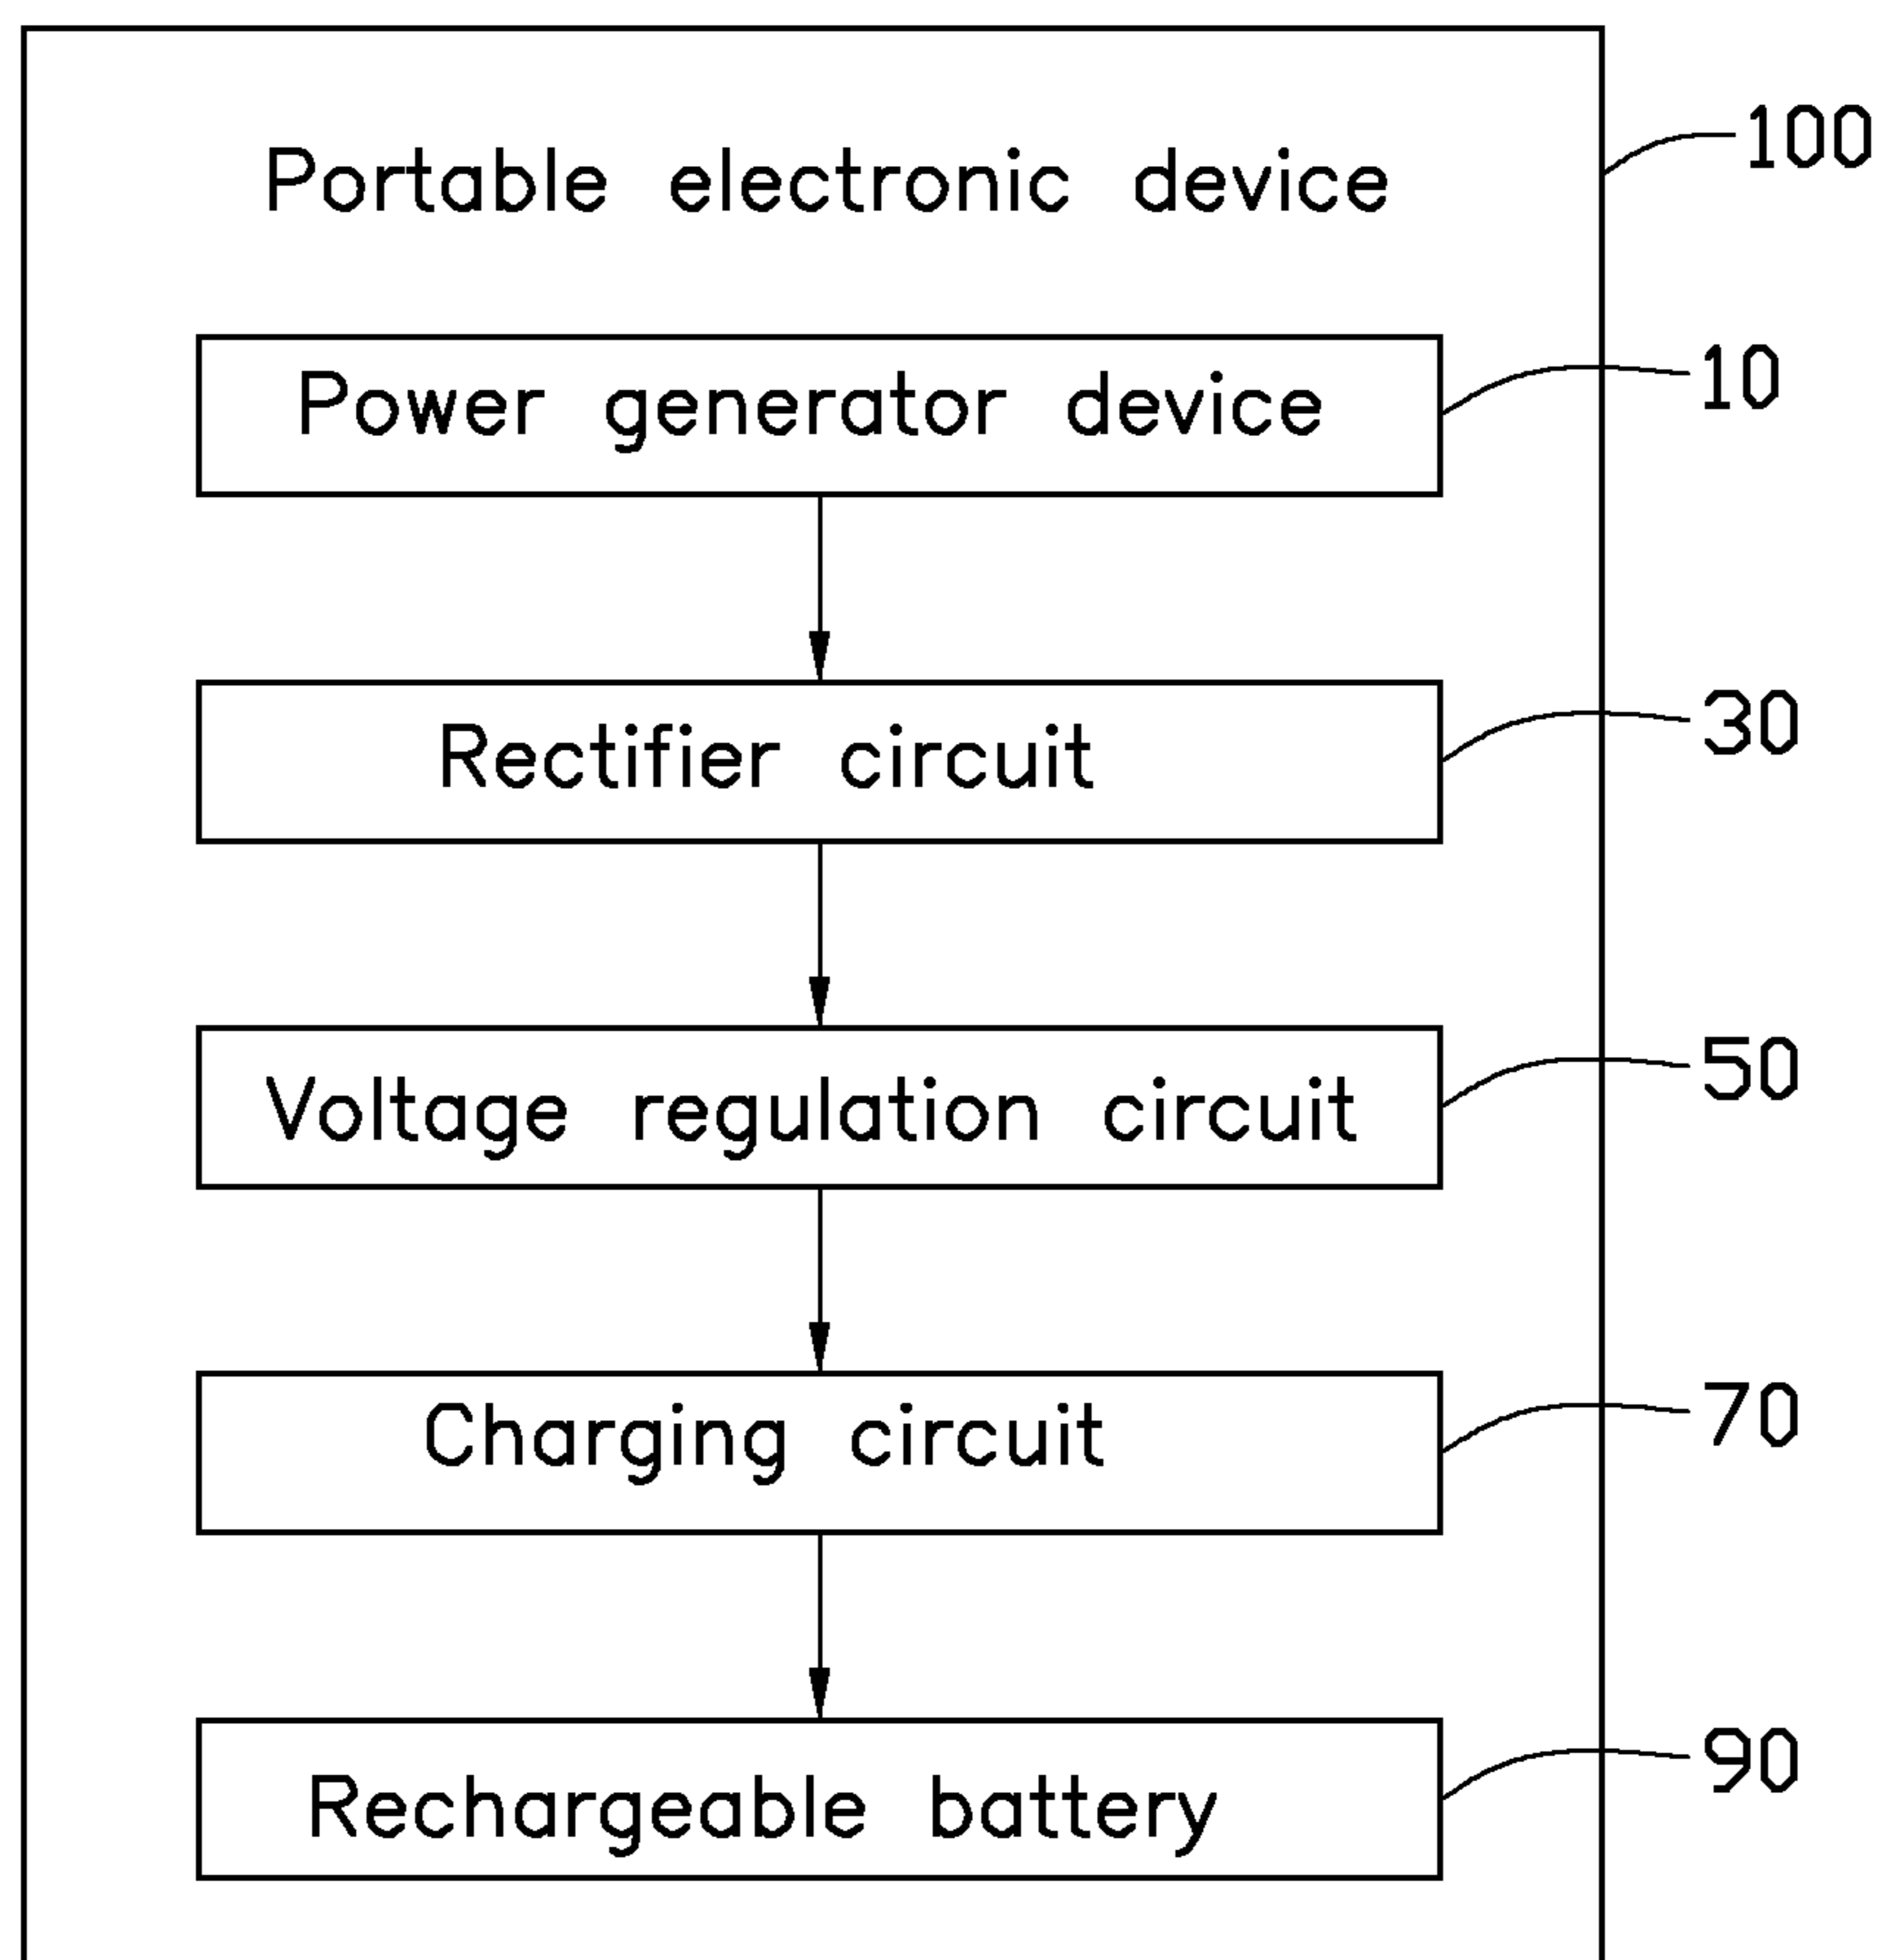 Portable electronic device 100
Power generator device 10
Rectifier circuit 30
Voltage regulation circuit 50
Charging circuit 70
Rechargeable battery 90